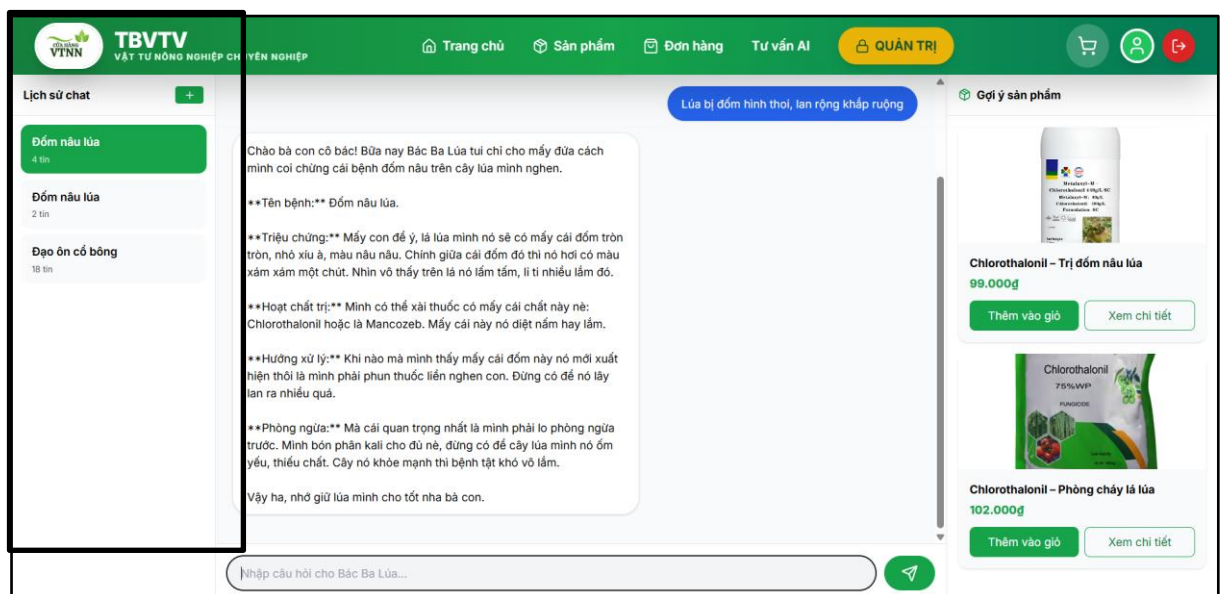 CỬA HÀNG
VTNN
TBVTV
VẬT TƯ NÔNG NGHIỆP CHUYÊN NGHIỆP
Trang chủ
Sản phẩm
Đơn hàng
Tư vấn AI
QUẢN TRỊ
Lịch sử chat
+
Đốm nâu lúa
4 tin
Đốm nâu lúa
2 tin
Đạo ôn cổ bông
18 tin
Lúa bị đốm hình thoi, lan rộng khắp ruộng
Chào bà con cô bác! Bữa nay Bác Ba Lúa tui chỉ cho mấy đứa cách
mình coi chừng cái bệnh đốm nâu trên cây lúa mình nghen.
**Tên bệnh:** Đốm nâu lúa.
**Triệu chứng:** Mấy con để ý, lá lúa mình nó sẽ có mấy cái đốm tròn
tròn, nhỏ xíu à, màu nâu nâu. Chính giữa cái đốm đó thì nó hơi có màu
xám xám một chút. Nhìn vô thấy trên lá nó lấm tấm, li ti nhiều lắm đó.
**Hoạt chất trị:** Mình có thể xài thuốc có mấy cái chất này nè:
Chlorothalonil hoặc là Mancozeb. Mấy cái này nó diệt nấm hay lắm.
**Hướng xử lý:** Khi nào mà mình thấy mấy cái đốm này nó mới xuất
hiện thôi là mình phải phun thuốc liền nghen con. Đừng có để nó lây
lan ra nhiều quá.
**Phòng ngừa:** Mà cái quan trọng nhất là mình phải lo phòng ngừa
trước. Mình bón phân kali cho đủ nè, đừng có để cây lúa mình nó ốm
yếu, thiếu chất. Cây nó khỏe mạnh thì bệnh tật khó vô lắm.
Vậy ha, nhớ giữ lúa mình cho tốt nha bà con.
Nhập câu hỏi cho Bác Ba Lúa...
Gợi ý sản phẩm
Chlorothalonil – Trị đốm nâu lúa
99.000₫
Thêm vào giỏ
Xem chi tiết
Chlorothalonil
75%WP
FUNGICIDE
Chlorothalonil – Phòng cháy lá lúa
102.000₫
Thêm vào giỏ
Xem chi tiết